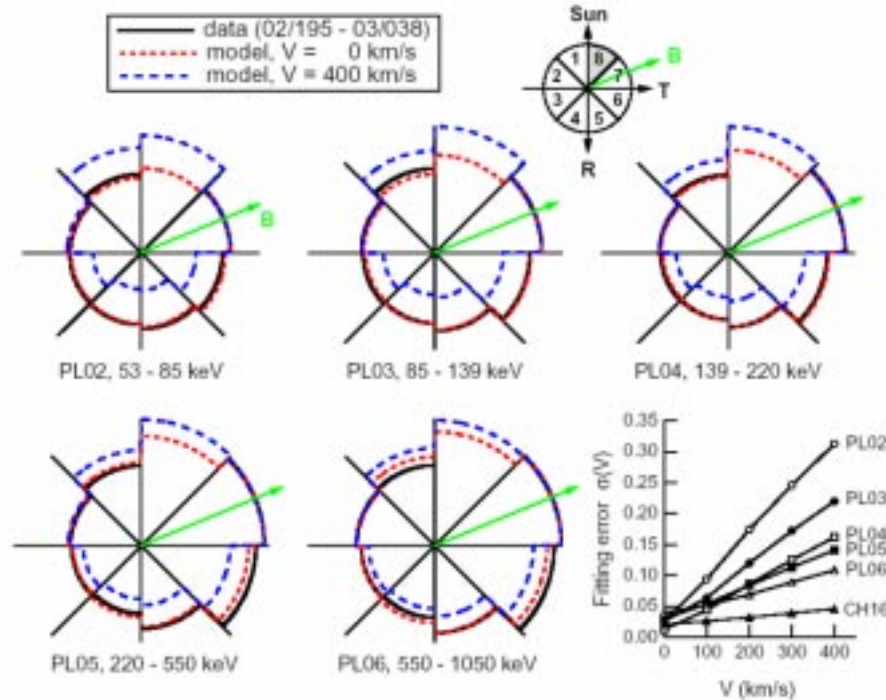 data (02/195 - 03/038)
model, V = 0 km/s
model, V = 400 km/s
Sun
B
T
R
1
8
2
7
3
6
4
5
B
PL02, 53 - 85 keV
PL03, 85 - 139 keV
PL04, 139 - 220 keV
PL05, 220 - 550 keV
PL06, 550 - 1050 keV
Fitting error σ(V)
0.35
0.30
0.25
0.20
0.15
0.10
0.05
0.00
PL02
PL03
PL04
PL05
PL06
CH16
0 100 200 300 400
V (km/s)